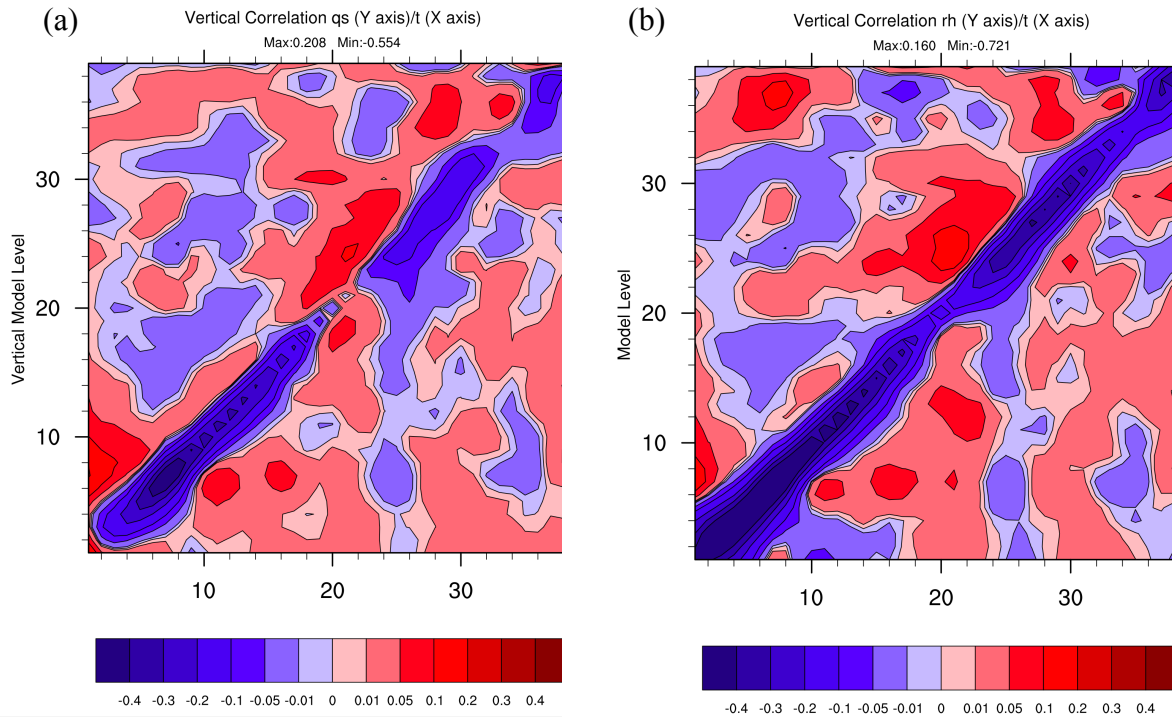 (a)
Vertical Correlation qs (Y axis)/t (X axis)
Max:0.208 Min:-0.554
Vertical Model Level
30
20
10
10 20 30
-0.4 -0.3 -0.2 -0.1 -0.05 -0.01 0 0.01 0.05 0.1 0.2 0.3 0.4
(b)
Vertical Correlation rh (Y axis)/t (X axis)
Max:0.160 Min:-0.721
Model Level
30
20
10
10 20 30
-0.4 -0.3 -0.2 -0.1 -0.05 -0.01 0 0.01 0.05 0.1 0.2 0.3 0.4